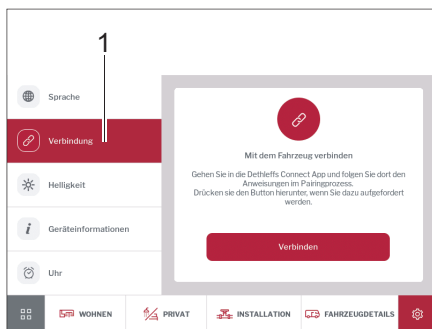 1
Sprache
Verbindung
Helligkeit
i Geräteinformationen
Uhr
Mit dem Fahrzeug verbinden
Gehen Sie in die Dethleffs Connect App und folgen Sie dort den
Anweisungen im Pairingprozess.
Drücken sie den Button hierunter, wenn Sie dazu aufgefordert
werden.
Verbinden
WOHNEN PRIVAT INSTALLATION FAHRZEUGDETAILS